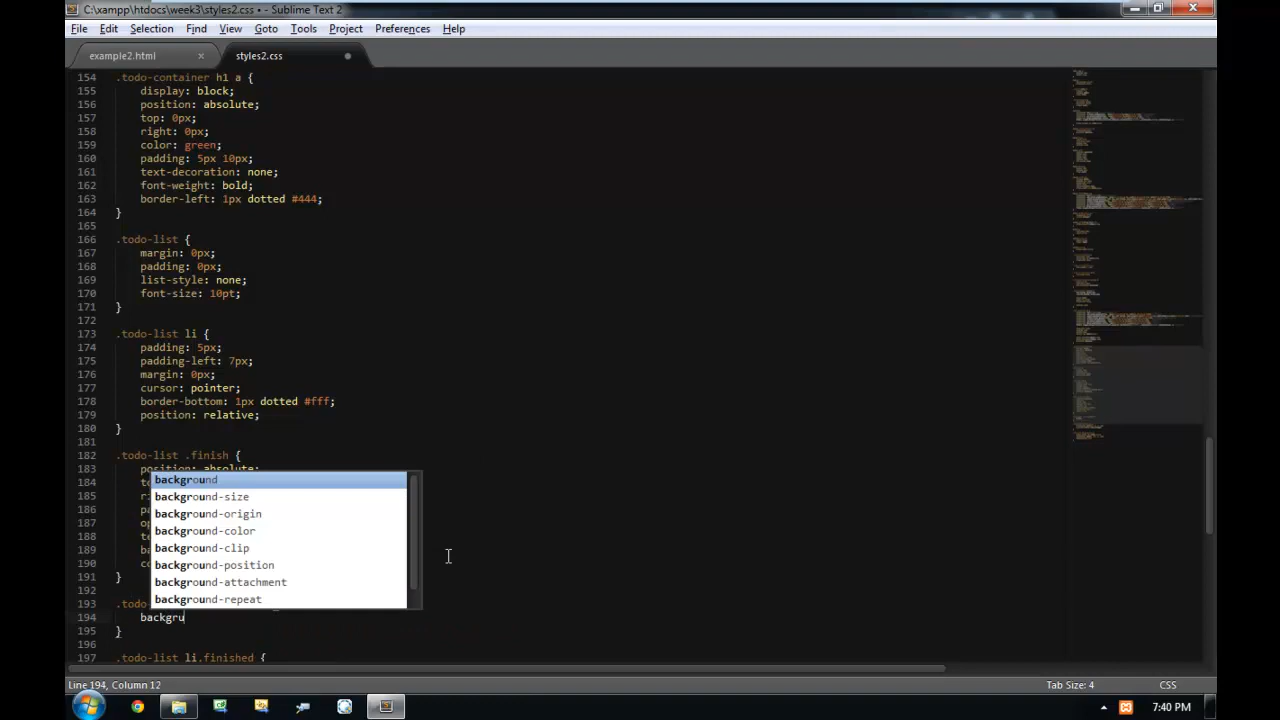 C:\xampp\htdocs\week3\styles2.css • - Sublime Text 2
File Edit Selection Find View Goto Tools Project Preferences Help
example2.html × styles2.css
154 .todo-container h1 a {
155 display: block;
156 position: absolute;
157 top: 0px;
158 right: 0px;
159 color: green;
160 padding: 5px 10px;
161 text-decoration: none;
162 font-weight: bold;
163 border-left: 1px dotted #444;
164 }
165
166 .todo-list {
167 margin: 0px;
168 padding: 0px;
169 list-style: none;
170 font-size: 10pt;
171 }
172
173 .todo-list li {
174 padding: 5px;
175 padding-left: 7px;
176 margin: 0px;
177 cursor: pointer;
178 border-bottom: 1px dotted #fff;
179 position: relative;
180 }
181
182 .todo-list .finish {
183 position: absolute;
184 te
185 ri
186 pa
187 op
188 te
189 ba
190 co
191 }
192
193 .todo
194 backgru
195 }
196
197 .todo-list li.finished {
background
background-size
background-origin
background-color
background-clip
background-position
background-attachment
background-repeat
Line 194, Column 12 Tab Size: 4 CSS
7:40 PM